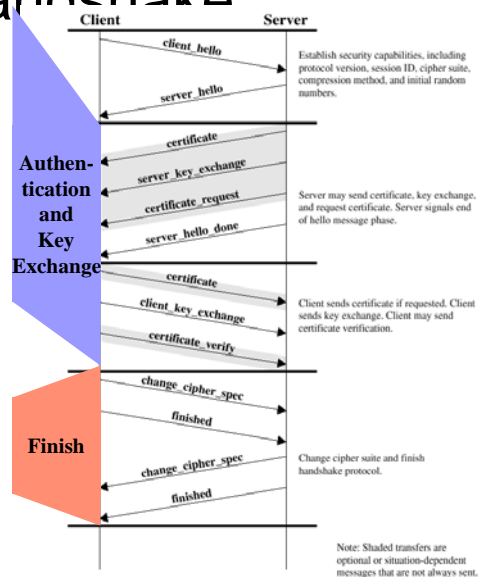 Client
Server
client_hello
Establish security capabilities, including
protocol version, session ID, cipher suite,
compression method, and initial random
numbers.
server_hello
certificate
server_key_exchange
certificate_request
server_hello_done
Server may send certificate, key exchange,
and request certificate. Server signals end
of hello message phase.
Authen-
tication
and
Key
Exchange
certificate
client_key_exchange
certificate_verify
Client sends certificate if requested. Client
sends key exchange. Client may send
certificate verification.
change_cipher_spec
finished
change_cipher_spec
finished
Finish
Change cipher suite and finish
handshake protocol.
Note: Shaded transfers are
optional or situation-dependent
messages that are not always sent.